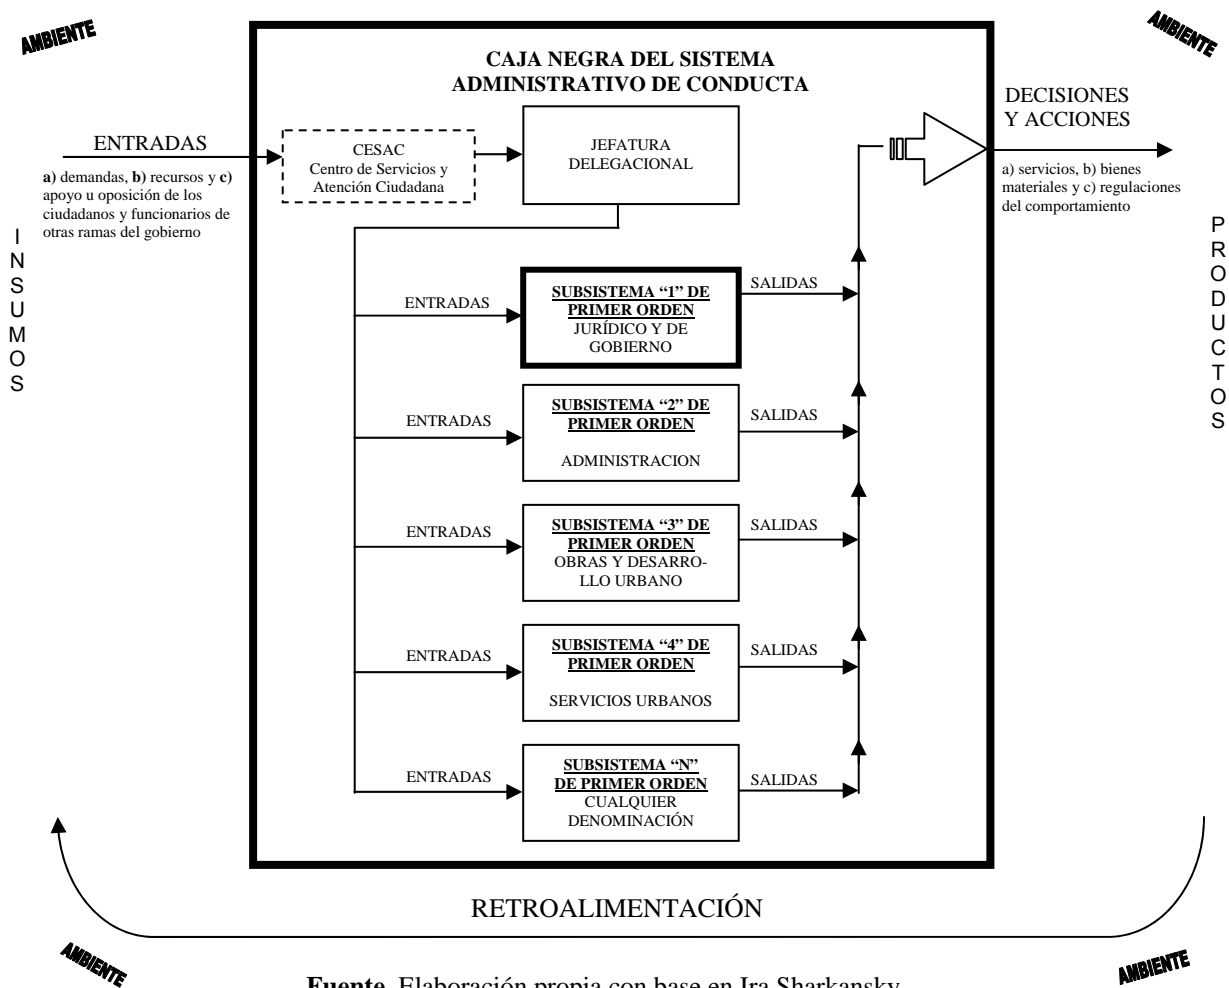 AMBIENTE
AMBIENTE
CAJA NEGRA DEL SISTEMA
ADMINISTRATIVO DE CONDUCTA
ENTRADAS
a) demandas, b) recursos y c)
apoyo u oposición de los
ciudadanos y funcionarios de
otras ramas del gobierno
CESAC
Centro de Servicios y
Atención Ciudadana
JEFATURA
DELEGACIONAL
DECISIONES
Y ACCIONES
a) servicios, b) bienes
materiales y c) regulaciones
del comportamiento
INSUMOS
PRODUCTOS
ENTRADAS
SUBSISTEMA “1” DE
PRIMER ORDEN
JURÍDICO Y DE
GOBIERNO
SALIDAS
ENTRADAS
SUBSISTEMA “2” DE
PRIMER ORDEN
ADMINISTRACION
SALIDAS
ENTRADAS
SUBSISTEMA “3” DE
PRIMER ORDEN
OBRAS Y DESARRO-
LLO URBANO
SALIDAS
ENTRADAS
SUBSISTEMA “4” DE
PRIMER ORDEN
SERVICIOS URBANOS
SALIDAS
ENTRADAS
SUBSISTEMA “N”
DE PRIMER ORDEN
CUALQUIER
DENOMINACIÓN
SALIDAS
RETROALIMENTACIÓN
AMBIENTE
AMBIENTE
Fuente. Elaboración propia con base en Ira Sharkansky